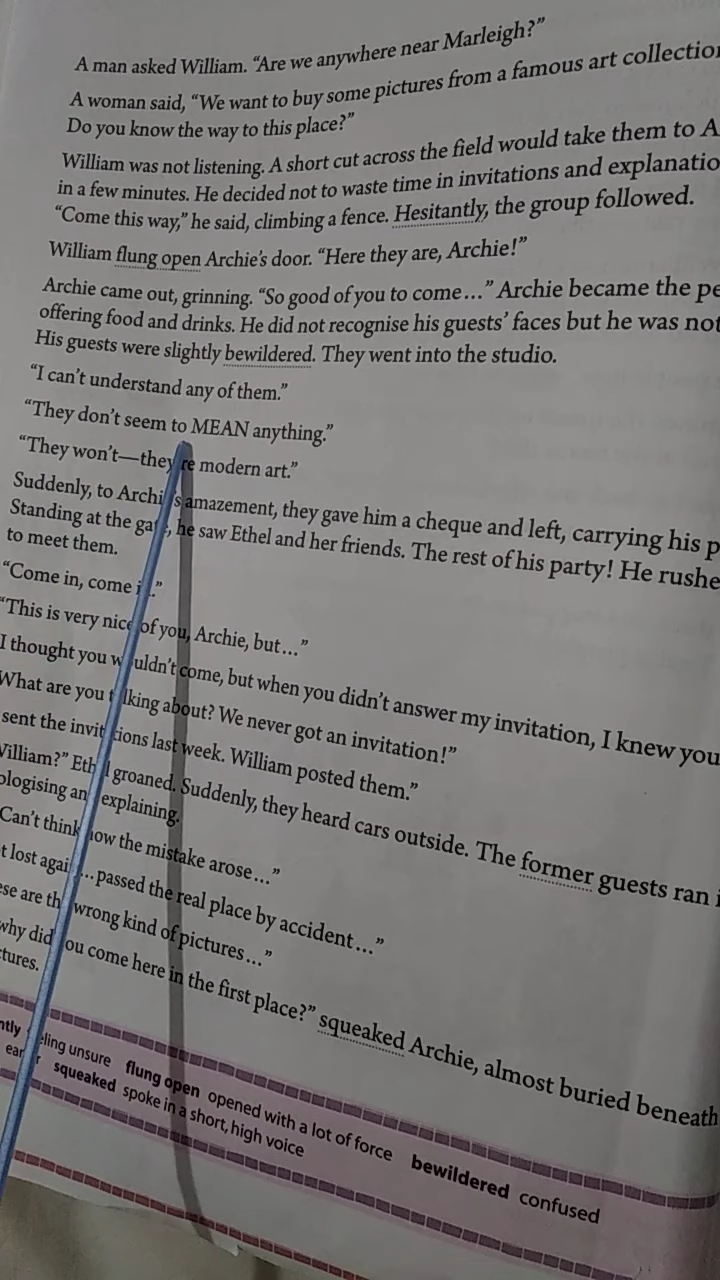 A man asked William. “Are we anywhere near Marleigh?”
A woman said, “We want to buy some pictures from a famous art
Do you know the way to this place?”
William was not listening. A short cut across the field would take them to
in a few minutes. He decided not to waste time in invitations and
“Come this way,” he said, climbing a fence. Hesitantly, the group followed.
William flung open Archie’s door. “Here they are, Archie!”
Archie came out, grinning. “So good of you to come…” Archie became the
offering food and drinks. He did not recognise his guests’ faces but he was not
His guests were slightly bewildered. They went into the studio.
“I can’t understand any of them.”
“They don’t seem to MEAN anything.”
“They won’t—they’re modern art.”
Suddenly, to Archie’s amazement, they gave him a cheque and left, carrying his
Standing at the gate, he saw Ethel and her friends. The rest of his party! He
to meet them.
“Come in, come in.”
“This is very nice of you, Archie, but…”
I thought you wouldn’t come, but when you didn’t answer my invitation, I knew you
What are you talking about? We never got an invitation!”
sent the invitations last week. William posted them.”
William?” Ethel groaned. Suddenly, they heard cars outside. The former guests ran
and explaining.
Can’t think how the mistake arose…”
lost again… passed the real place by accident…”
are the wrong kind of pictures…”
why did you come here in the first place?” squeaked Archie, almost buried beneath
feeling unsure flung open opened with a lot of force bewildered confused
squeaked spoke in a short, high voice